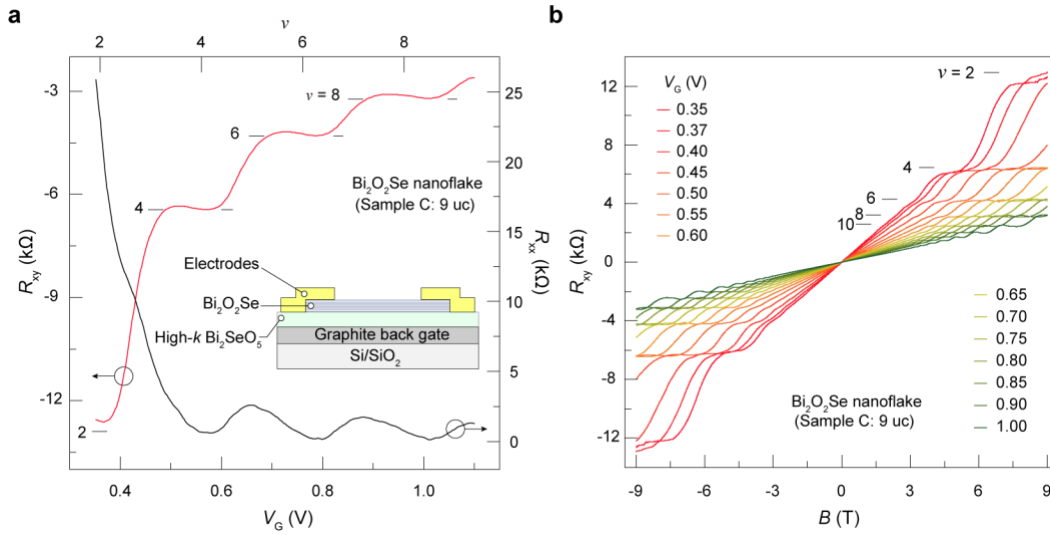 a
ν
2 4 6 8
-3
-6
-9
-12
R_xy (kΩ)
25
20
15
10
5
0
R_xx (kΩ)
ν = 8
6
4
2
Bi₂O₂Se nanoflake
(Sample C: 9 uc)
Electrodes
Bi₂O₂Se
High-k Bi₂SeO₅
Graphite back gate
Si/SiO₂
0.4 0.6 0.8 1.0
V_G (V)
b
12
8
4
0
-4
-8
-12
R_xy (kΩ)
V_G (V)
0.35
0.37
0.40
0.45
0.50
0.55
0.60
ν = 2
4
6
8
10
0.65
0.70
0.75
0.80
0.85
0.90
1.00
Bi₂O₂Se nanoflake
(Sample C: 9 uc)
-9 -6 -3 0 3 6 9
B (T)